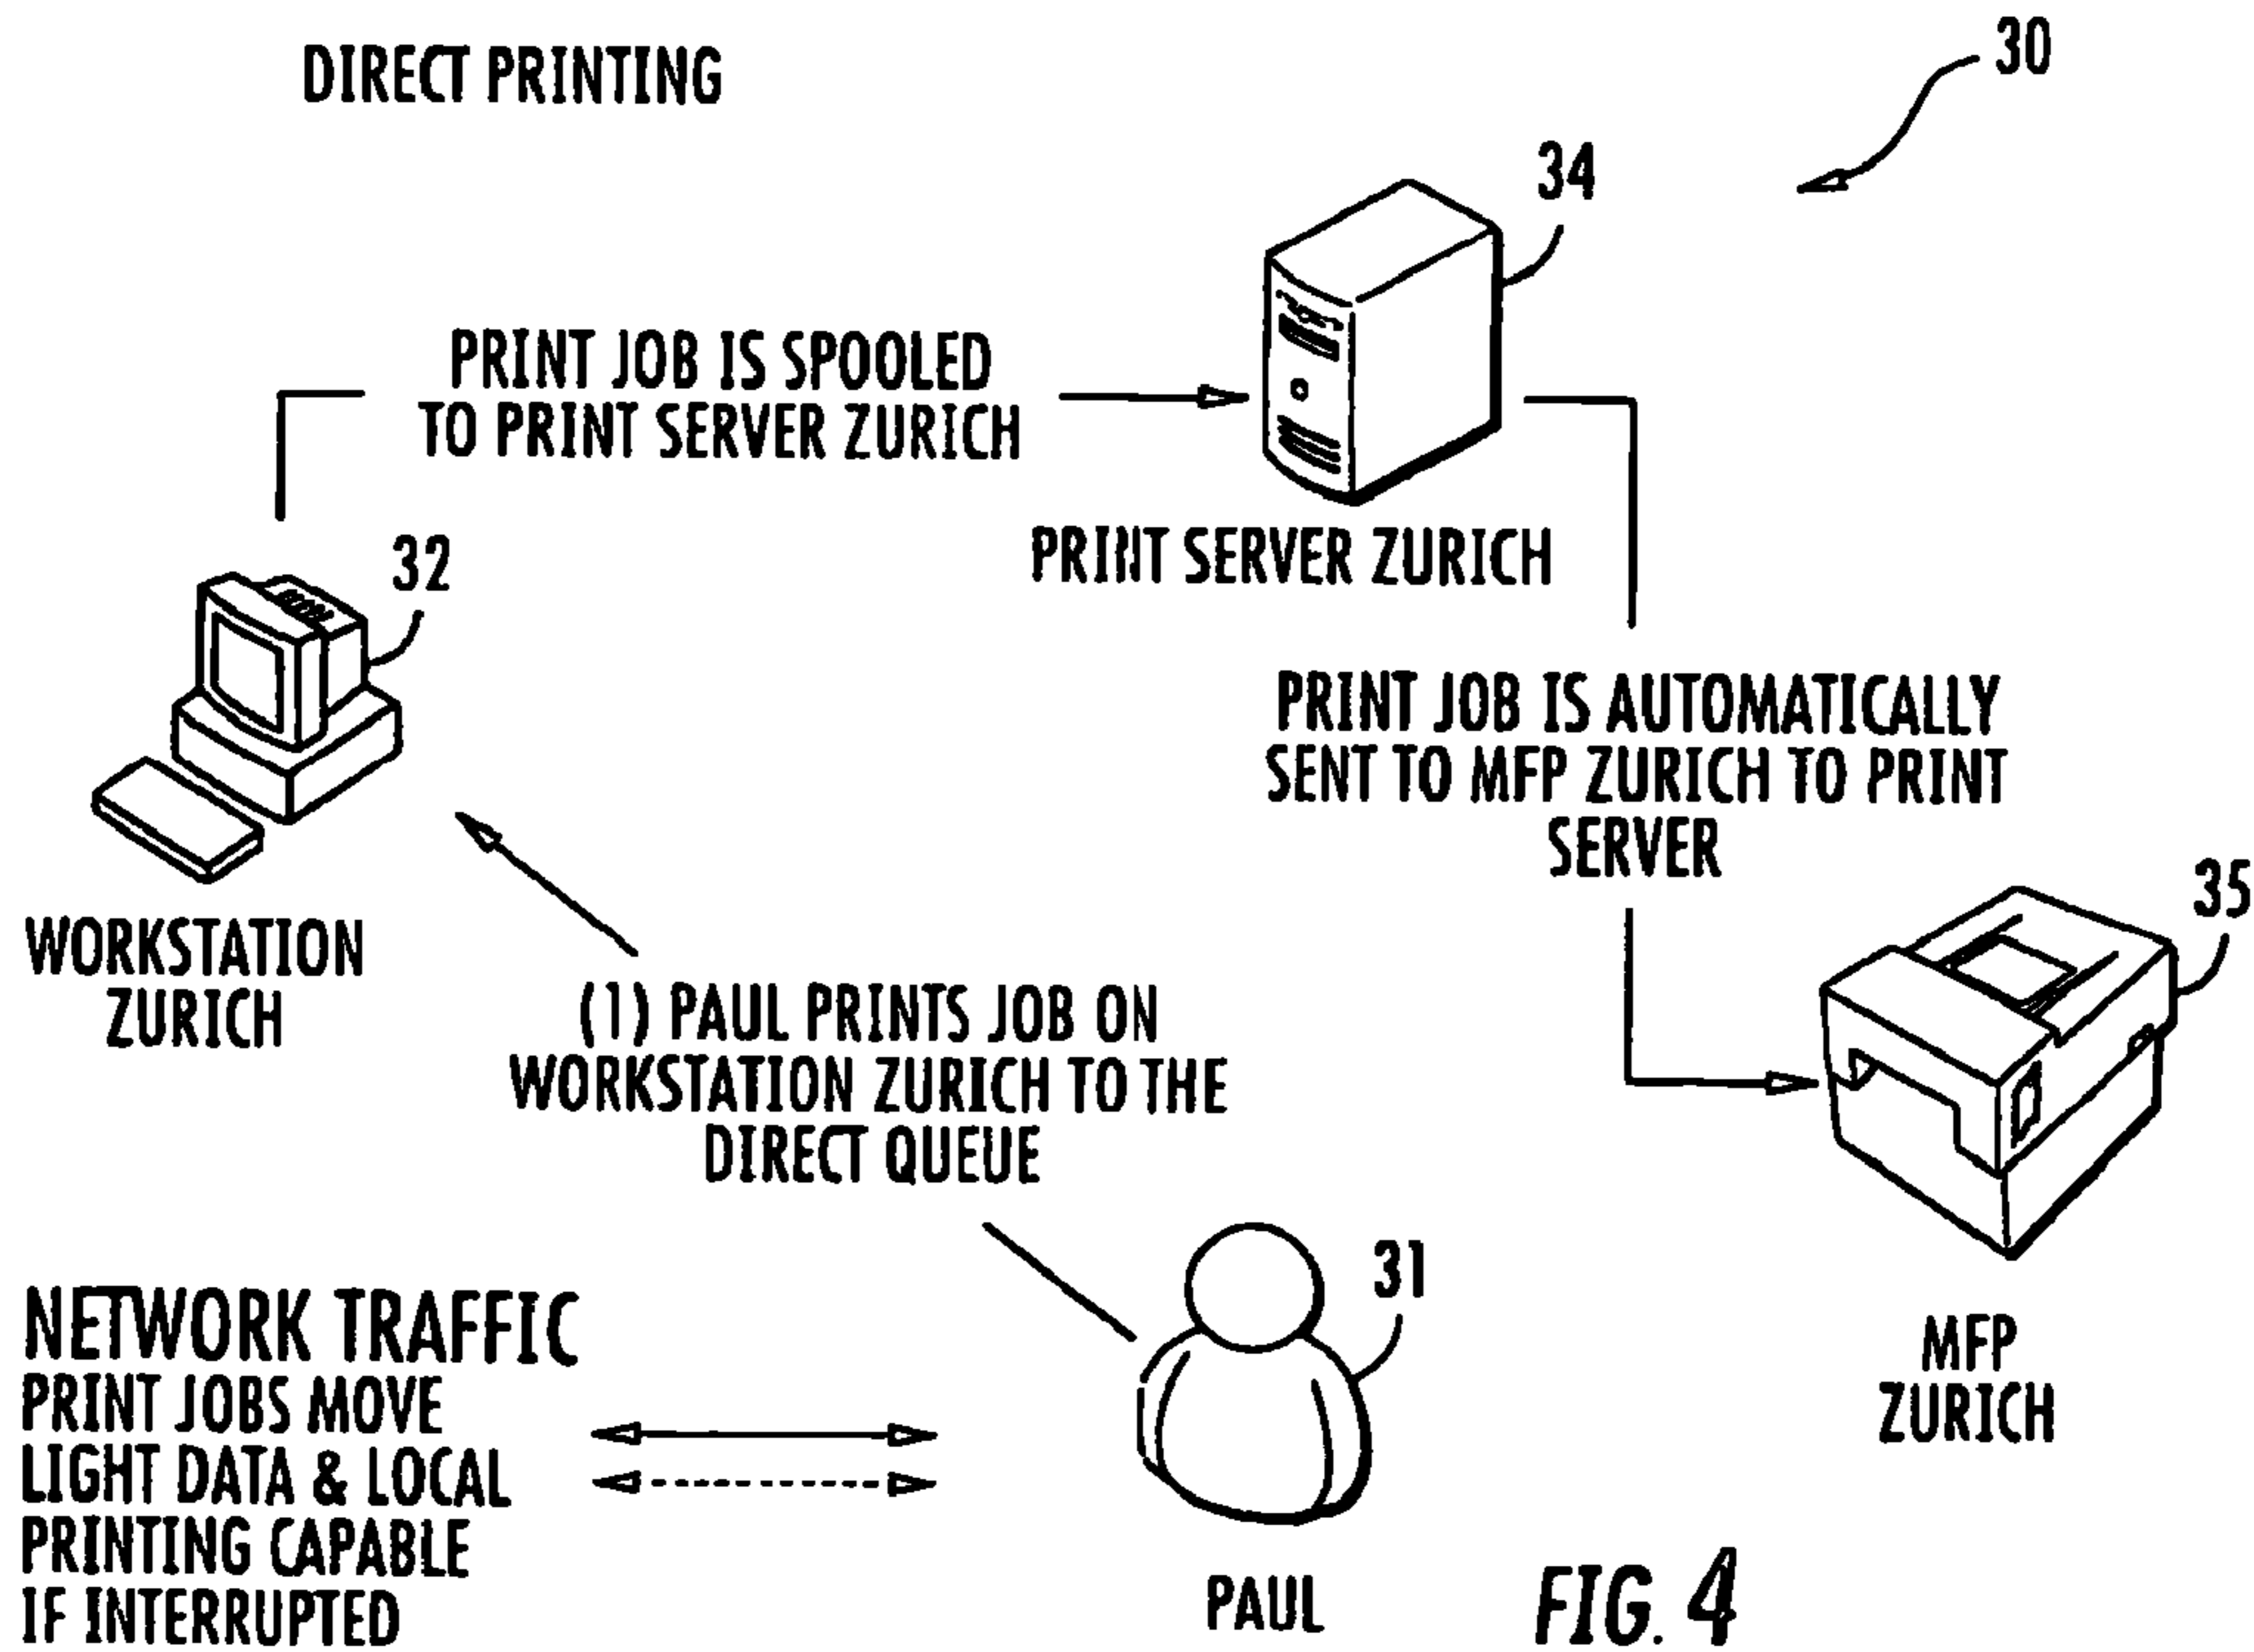 DIRECT PRINTING
30
34
PRINT JOB IS SPOOLED
TO PRINT SERVER ZURICH
PRINT SERVER ZURICH
32
WORKSTATION
ZURICH
PRINT JOB IS AUTOMATICALLY
SENT TO MFP ZURICH TO PRINT
SERVER
35
(1) PAUL PRINTS JOB ON
WORKSTATION ZURICH TO THE
DIRECT QUEUE
31
MFP
ZURICH
NETWORK TRAFFIC
PRINT JOBS MOVE
LIGHT DATA & LOCAL
PRINTING CAPABLE
IF INTERRUPTED
PAUL
FIG. 4